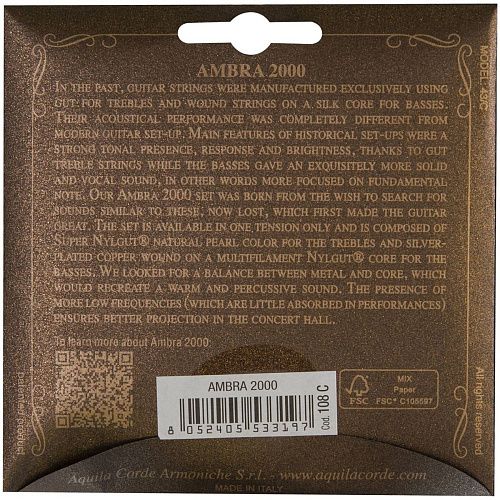 AMBRA 2000
MODEL 49C
IN THE PAST, GUITAR STRINGS WERE MANUFACTURED EXCLUSIVELY USING
GUT: FOR TREBLES AND WOUND STRINGS ON A SILK CORE FOR BASSES.
THEIR ACOUSTICAL PERFORMANCE WAS COMPLETELY DIFFERENT FROM
MODERN GUITAR SET-UP. MAIN FEATURES OF HISTORICAL SET-UPS WERE A
STRONG TONAL PRESENCE, RESPONSE AND BRIGHTNESS, THANKS TO GUT
TREBLE STRINGS WHILE THE BASSES GAVE AN EXQUISITELY MORE SOLID
AND VOCAL SOUND, IN OTHER WORDS MORE FOCUSED ON FUNDAMENTAL
NOTE. OUR AMBRA 2000 SET WAS BORN FROM THE WISH TO SEARCH FOR
SOUNDS SIMILAR TO THESE, NOW LOST, WHICH FIRST MADE THE GUITAR
GREAT. THE SET IS AVAILABLE IN ONE TENSION ONLY AND IS COMPOSED OF
SUPER NYLGUT® NATURAL PEARL COLOR FOR THE TREBLES AND SILVER-
PLATED COPPER WOUND ON A MULTIFILAMENT NYLGUT® CORE FOR THE
BASSES. WE LOOKED FOR A BALANCE BETWEEN METAL AND CORE, WHICH
WOULD RECREATE A WARM AND PERCUSSIVE SOUND. THE PRESENCE OF
MORE LOW FREQUENCIES (WHICH ARE LITTLE ABSORBED IN PERFORMANCES)
ENSURES BETTER PROJECTION IN THE CONCERT HALL.
To learn more about Ambra 2000:
AMBRA 2000
8 052405 533197
Cod. 108 C
FSC
MIX
Paper
FSC® C105597
All rights reserved
Patented product
Aquila Corde Armoniche S.r.l. - www.aquilacorde.com
MADE IN ITALY